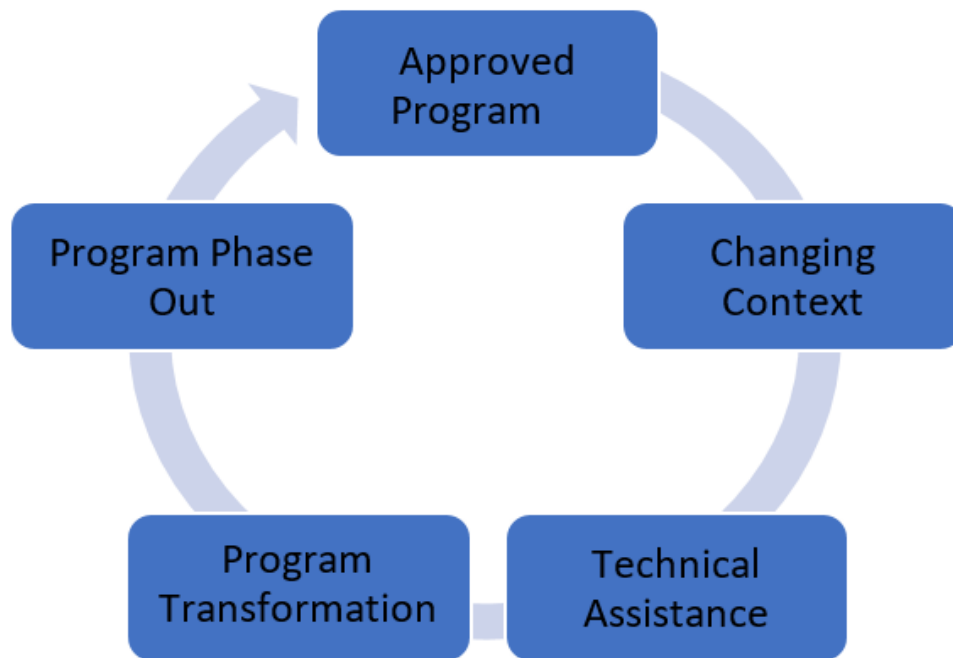 Approved
Program
Changing
Context
Technical
Assistance
Program
Transformation
Program Phase
Out